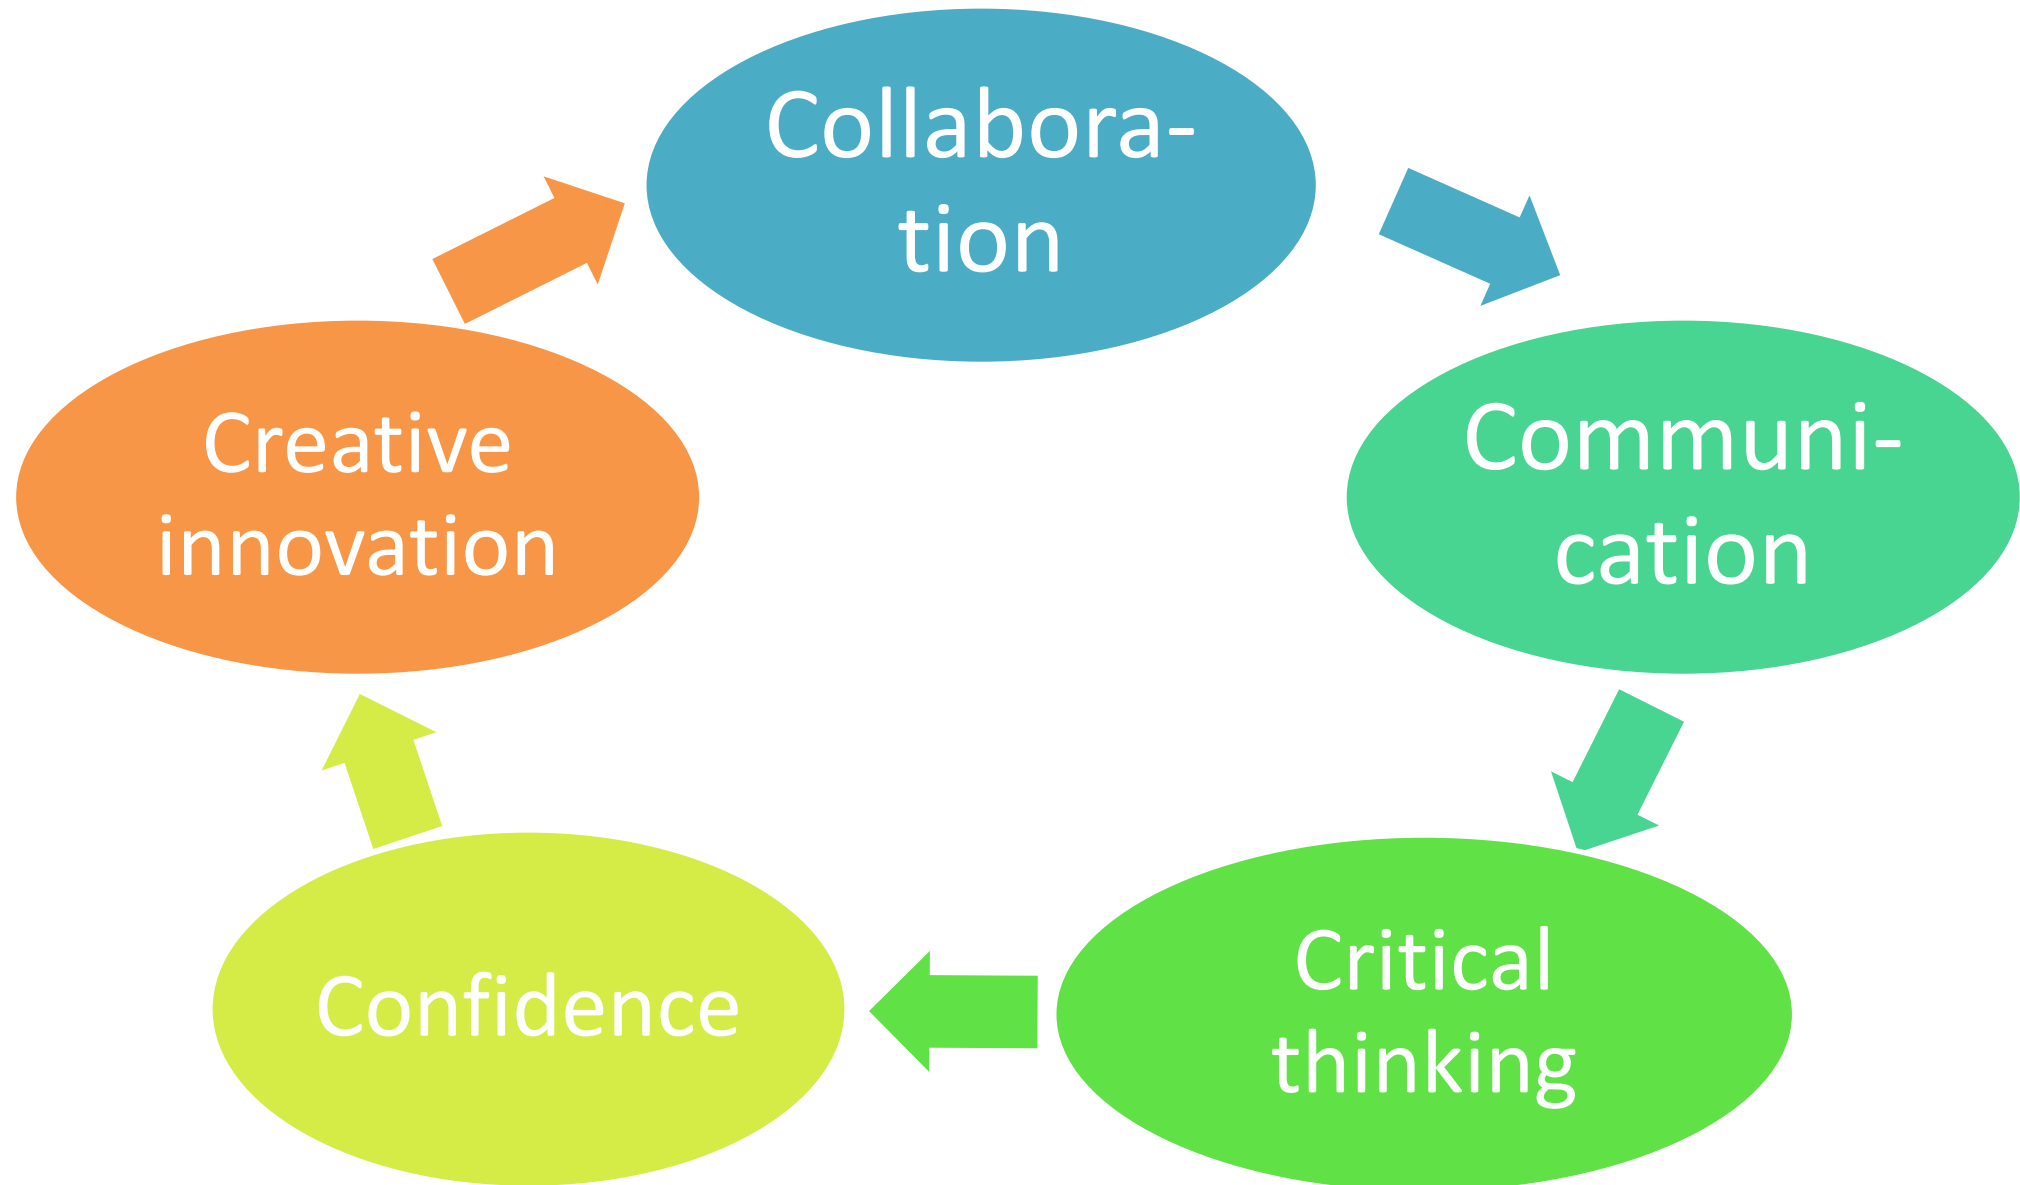 Collabora-
tion
Communi-
cation
Critical
thinking
Confidence
Creative
innovation